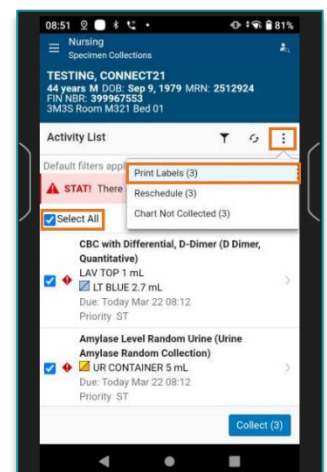 08:51 81%
Nursing
Specimen Collections
TESTING, CONNECT21
44 years M DOB: Sep 9, 1979 MRN: 2512924
FIN NBR: 399967553
3M3S Room M321 Bed 01
Activity List
Default filters appl
Print Labels (3)
STAT! There
Reschedule (3)
Chart Not Collected (3)
Select All
CBC with Differential, D-Dimer (D Dimer,
Quantitative)
LAV TOP 1 mL
LT BLUE 2.7 mL
Due: Today Mar 22 08:12
Priority ST
Amylase Level Random Urine (Urine
Amylase Random Collection)
UR CONTAINER 5 mL
Due: Today Mar 22 08:12
Priority ST
Collect (3)